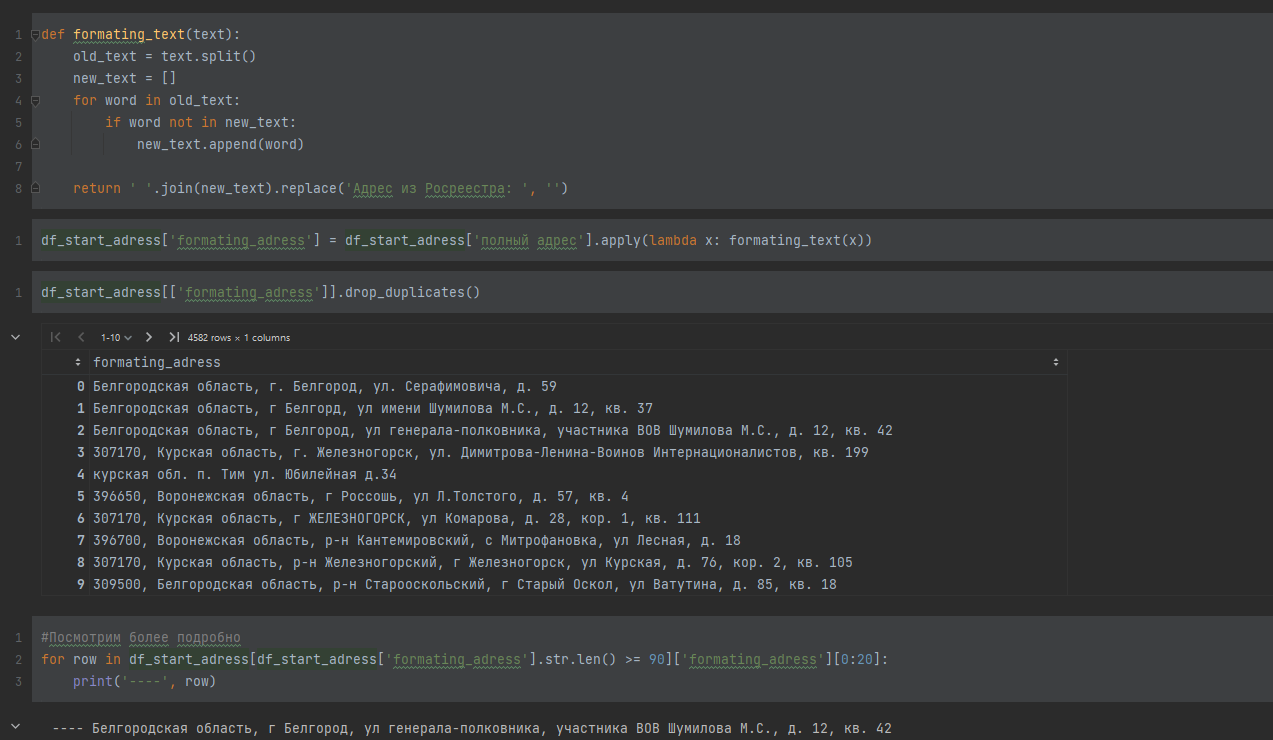 1 def formating_text(text):
2 old_text = text.split()
3 new_text = []
4 for word in old_text:
5 if word not in new_text:
6 new_text.append(word)
7
8 return ' '.join(new_text).replace('Адрес из Росреестра: ', '')
1 df_start_adress['formating_adress'] = df_start_adress['полный адрес'].apply(lambda x: formating_text(x))
1 df_start_adress[['formating_adress']].drop_duplicates()
1-10 4582 rows × 1 columns
formating_adress
0 Белгородская область, г. Белгород, ул. Серафимовича, д. 59
1 Белгородская область, г Белгорд, ул имени Шумилова М.С., д. 12, кв. 37
2 Белгородская область, г Белгород, ул генерала-полковника, участника ВОВ Шумилова М.С., д. 12, кв. 42
3 307170, Курская область, г. Железногорск, ул. Димитрова-Ленина-Воинов Интернационалистов, кв. 199
4 курская обл. п. Тим ул. Юбилейная д.34
5 396650, Воронежская область, г Россошь, ул Л.Толстого, д. 57, кв. 4
6 307170, Курская область, г ЖЕЛЕЗНОГОРСК, ул Комарова, д. 28, кор. 1, кв. 111
7 396700, Воронежская область, р-н Кантемировский, с Митрофановка, ул Лесная, д. 18
8 307170, Курская область, р-н Железногорский, г Железногорск, ул Курская, д. 76, кор. 2, кв. 105
9 309500, Белгородская область, р-н Старооскольский, г Старый Оскол, ул Ватутина, д. 85, кв. 18
1 #Посмотрим более подробно
2 for row in df_start_adress[df_start_adress['formating_adress'].str.len() >= 90]['formating_adress'][0:20]:
3 print('----', row)
---- Белгородская область, г Белгород, ул генерала-полковника, участника ВОВ Шумилова М.С., д. 12, кв. 42